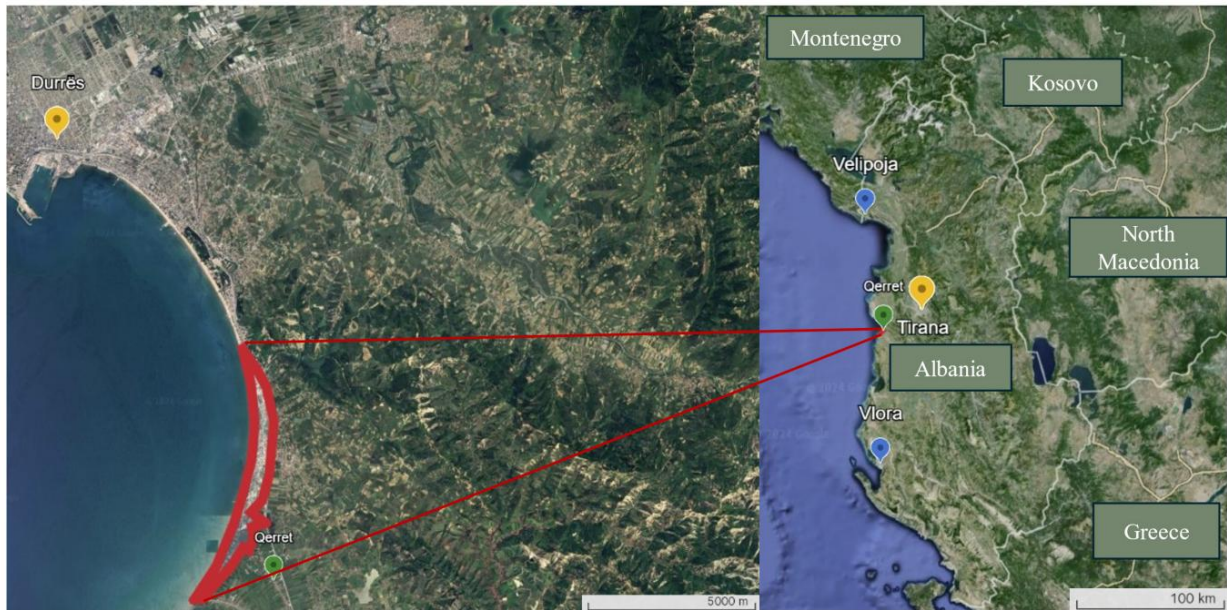 Durrës
Qerret
5000 m
Montenegro
Kosovo
Velipoja
North
Macedonia
Qerret
Tirana
Albania
Vlora
Greece
100 km